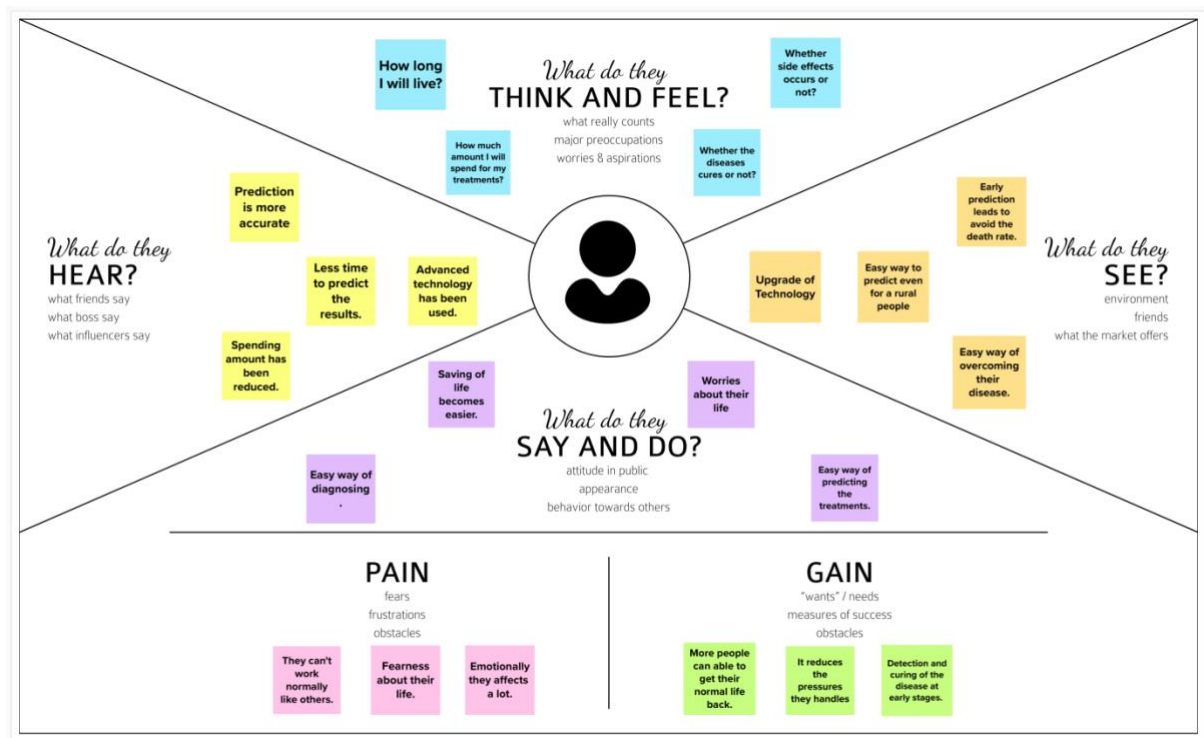 What do they
THINK AND FEEL?
what really counts
major preoccupations
worries & aspirations
How long
I will live?
How much
amount I will
spend for my
treatments?
Whether
side effects
occurs or
not?
Whether the
diseases
cures or not?
What do they
HEAR?
what friends say
what boss say
what influencers say
Prediction
is more
accurate
Less time
to predict
the
results.
Advanced
technology
has been
used.
Spending
amount has
been
reduced.
What do they
SEE?
environment
friends
what the market offers
Early
prediction
leads to
avoid the
death rate.
Upgrade of
Technology
Easy way to
predict even
for a rural
people
Easy way of
overcoming
their
disease.
What do they
SAY AND DO?
attitude in public
appearance
behavior towards others
Saving of
life
becomes
easier.
Worries
about their
life
Easy way of
diagnosing
.
Easy way of
predicting
the
treatments.
PAIN
fears
frustrations
obstacles
They can't
work
normally
like others.
Fearness
about their
life.
Emotionally
they affects
a lot.
GAIN
"wants" / needs
measures of success
obstacles
More people
can able to
get their
normal life
back.
It reduces
the
pressures
they handles
Detection and
curing of the
disease at
early stages.